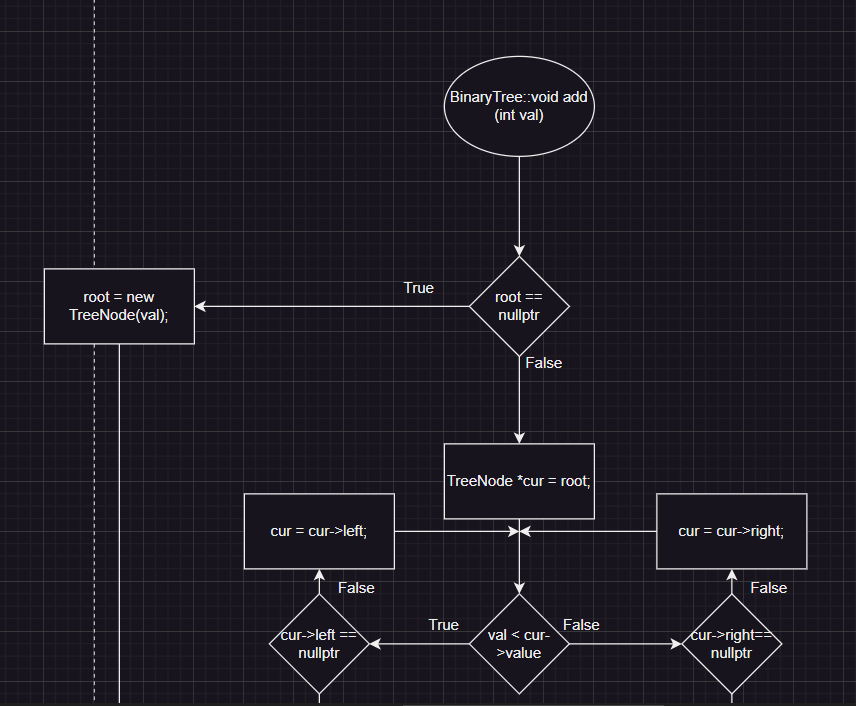 BinaryTree::void add
(int val)
True
root ==
nullptr
root = new
TreeNode(val);
False
TreeNode *cur = root;
cur = cur->left;
cur = cur->right;
False
False
cur->left ==
nullptr
True
val < cur-
>value
False
cur->right==
nullptr